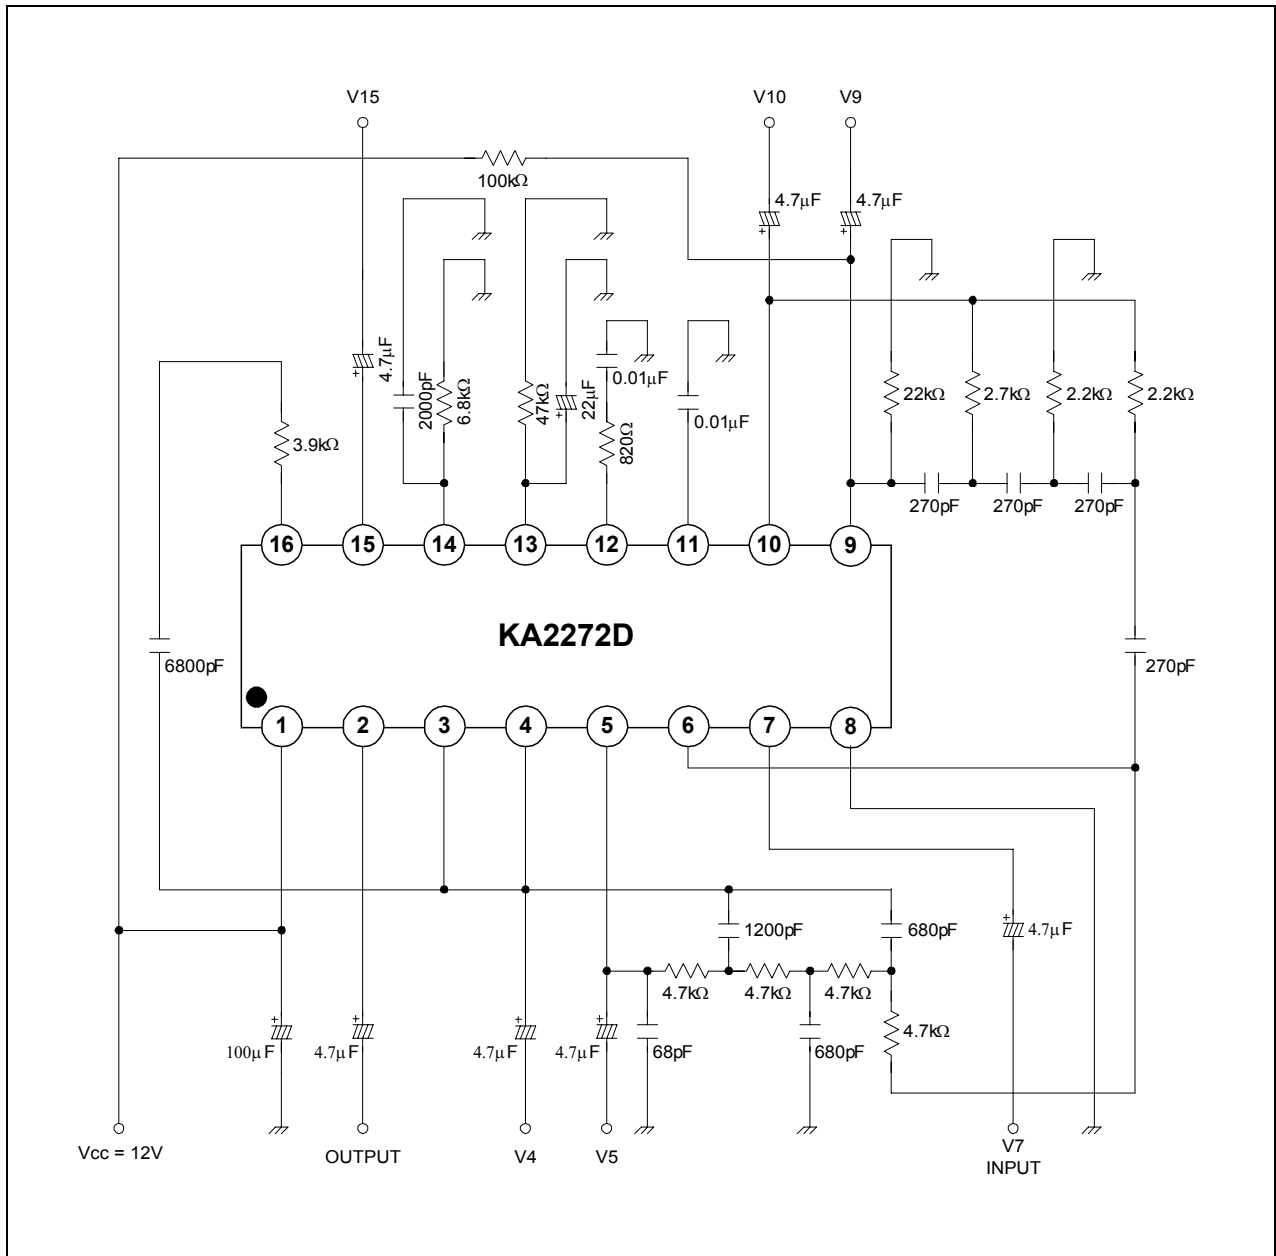 V15
V10
V9
100kΩ
4.7μF
4.7μF
+
+
4.7μF
+
2000pF
6.8kΩ
47kΩ
22μF
+
0.01μF
820Ω
0.01μF
22kΩ
2.7kΩ
2.2kΩ
2.2kΩ
3.9kΩ
270pF
270pF
270pF
16
15
14
13
12
11
10
9
KA2272D
6800pF
270pF
1
2
3
4
5
6
7
8
1200pF
680pF
+
4.7μF
4.7kΩ
4.7kΩ
4.7kΩ
+
100μF
+
4.7μF
+
4.7μF
+
4.7μF
68pF
680pF
4.7kΩ
Vcc = 12V
OUTPUT
V4
V5
V7
INPUT